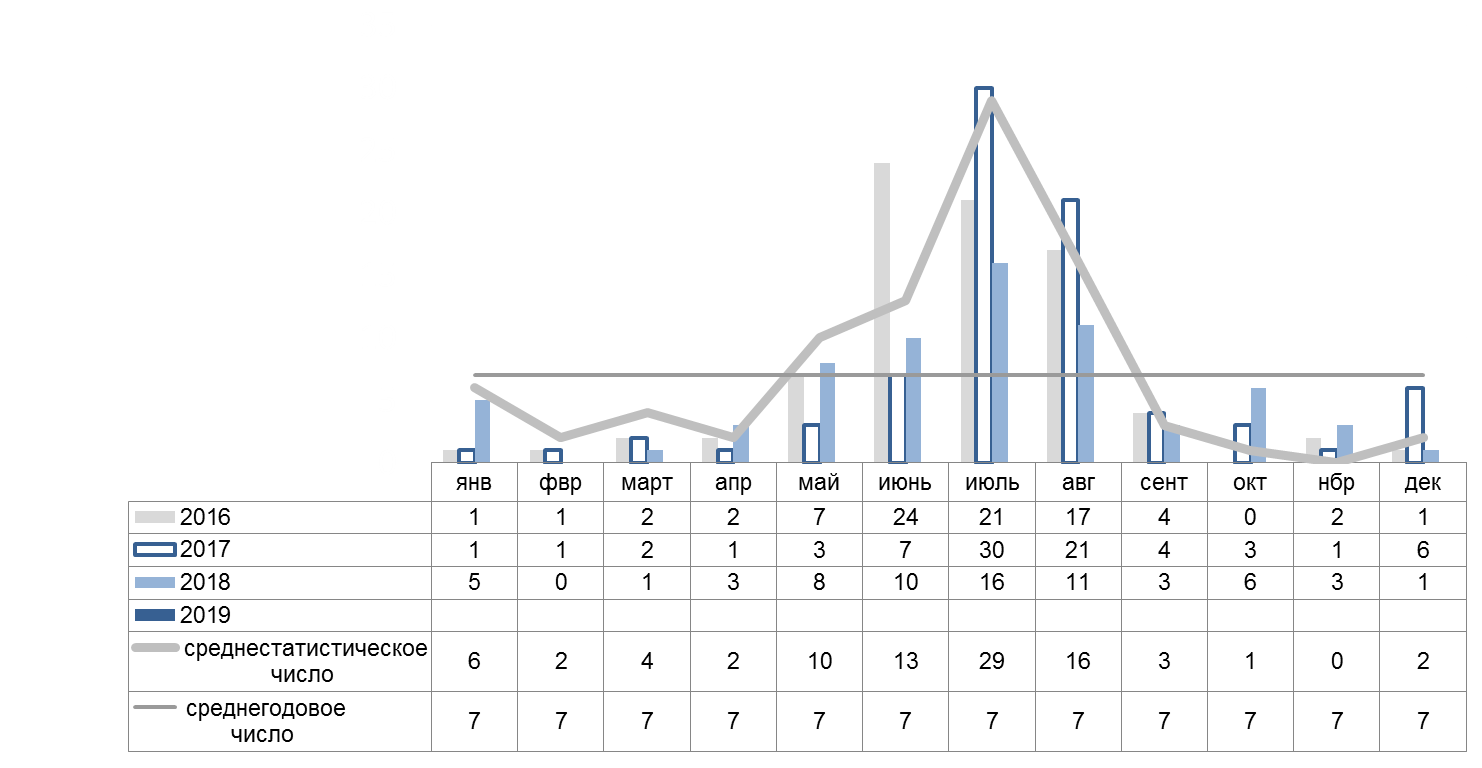 янв фвр март апр май июнь июль авг сент окт нбр дек
2016 1 1 2 2 7 24 21 17 4 0 2 1
2017 1 1 2 1 3 7 30 21 4 3 1 6
2018 5 0 1 3 8 10 16 11 3 6 3 1
2019
среднестатистическое
число 6 2 4 2 10 13 29 16 3 1 0 2
среднегодовое
число 7 7 7 7 7 7 7 7 7 7 7 7